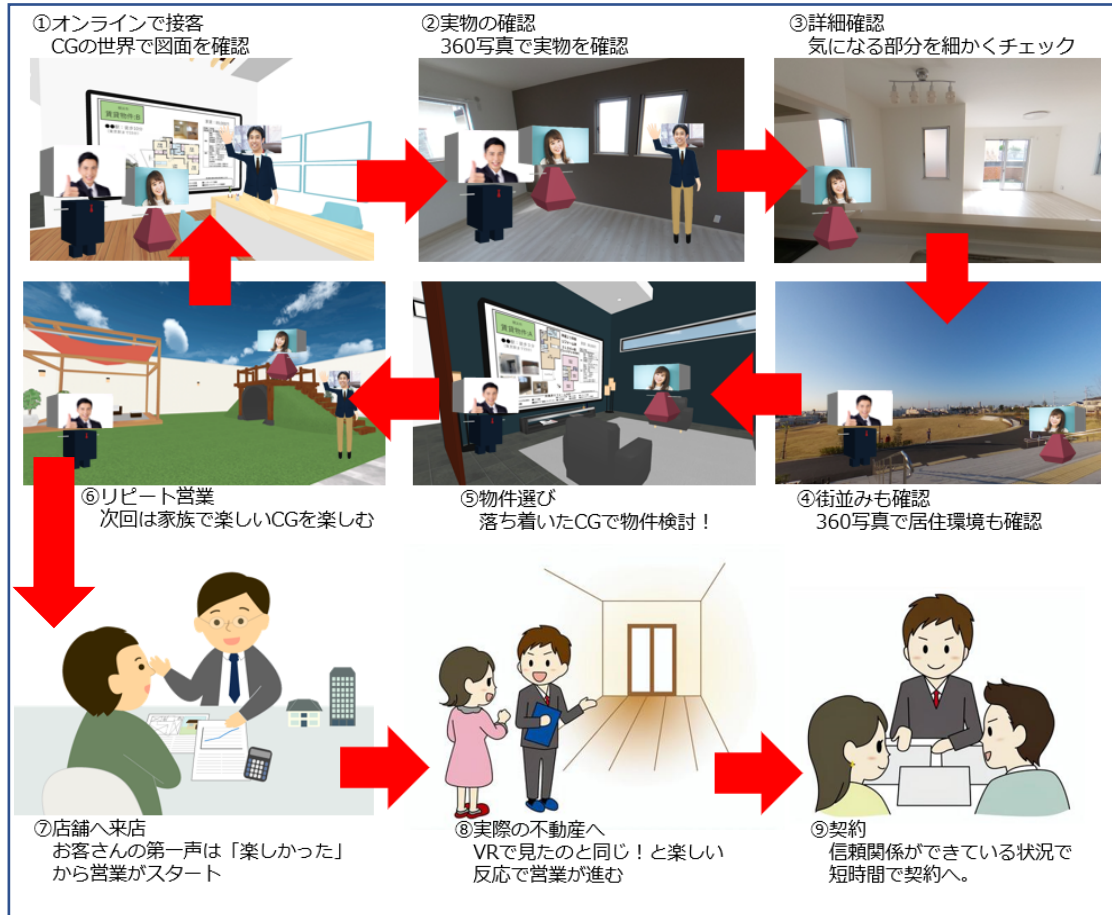 ①オンラインで接客
CGの世界で図面を確認
②実物の確認
360写真で実物を確認
③詳細確認
気になる部分を細かくチェック
賃貸物件:B
賃貸物件:A
⑥リピート営業
次回は家族で楽しいCGを楽しむ
⑤物件選び
落ち着いたCGで物件検討！
④街並みも確認
360写真で居住環境も確認
⑦店舗へ来店
お客さんの第一声は「楽しかった」
から営業がスタート
⑧実際の不動産へ
VRで見たのと同じ！と楽しい
反応で営業が進む
⑨契約
信頼関係ができている状況で
短時間で契約へ。